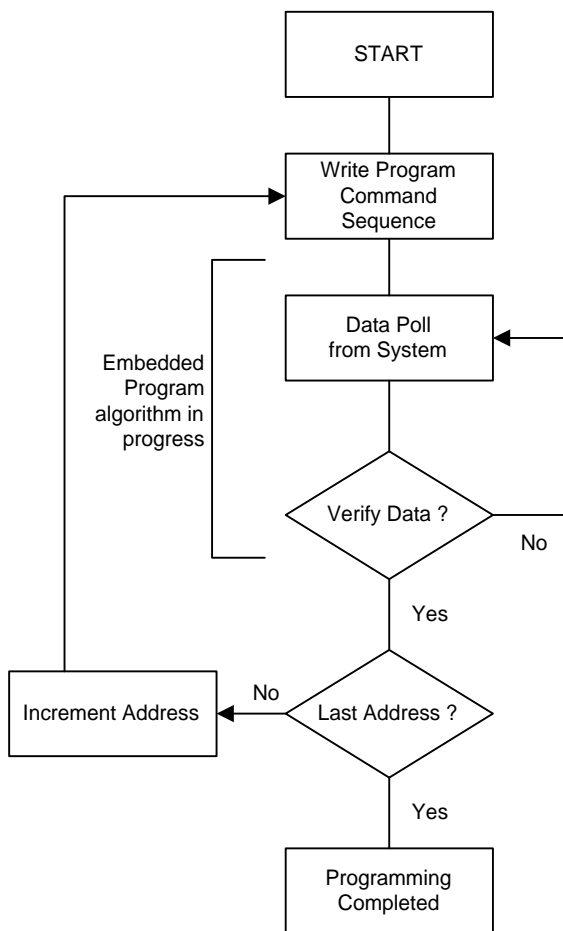 START
Write Program
Command
Sequence
Data Poll
from System
Embedded
Program
algorithm in
progress
Verify Data ?
No
Yes
No
Increment Address
Last Address ?
Yes
Programming
Completed